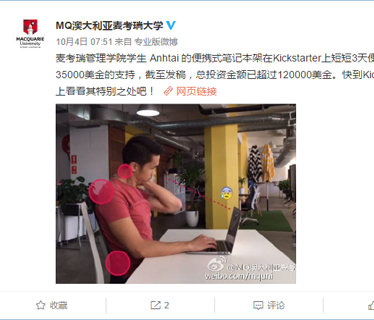 MQ澳大利亚麦考瑞大学
10月4日 07:51 来自 专业版微博
MACQUARIE
University
麦考瑞管理学院学生 Anhtai 的便携式笔记本架在Kickstarter上短短3天便
35000美金的支持，截至发稿，总投资金额已超过120000美金。快到Kic
上看看其特别之处吧！ 网页链接
weibo.com/mquni
收藏
2
评论